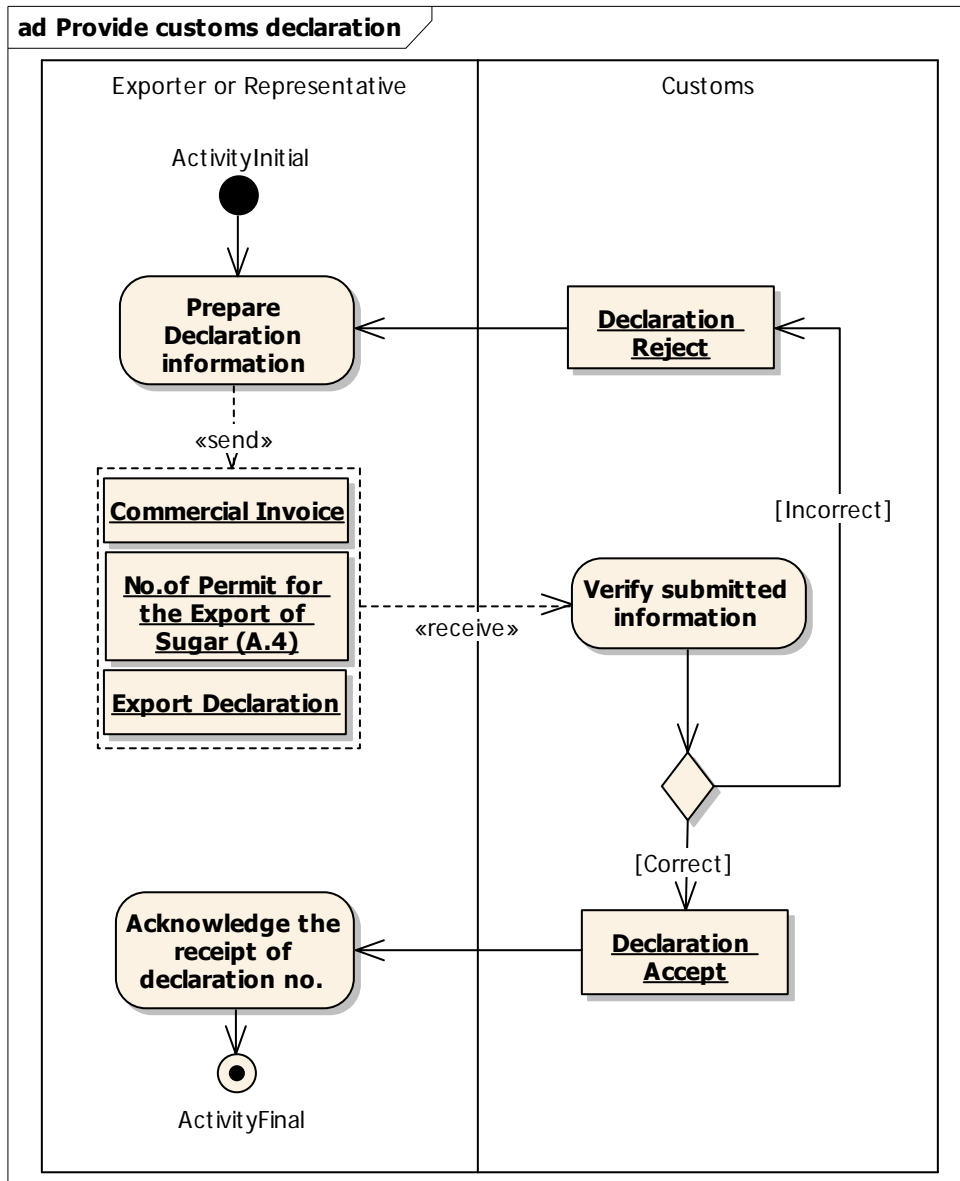 ad Provide customs declaration
Exporter or Representative
Customs
ActivityInitial
Prepare
Declaration
information
Declaration
Reject
«send»
Commercial Invoice
No.of Permit for
the Export of
Sugar (A.4)
Export Declaration
«receive»
Verify submitted
information
[Incorrect]
[Correct]
Acknowledge the
receipt of
declaration no.
Declaration
Accept
ActivityFinal